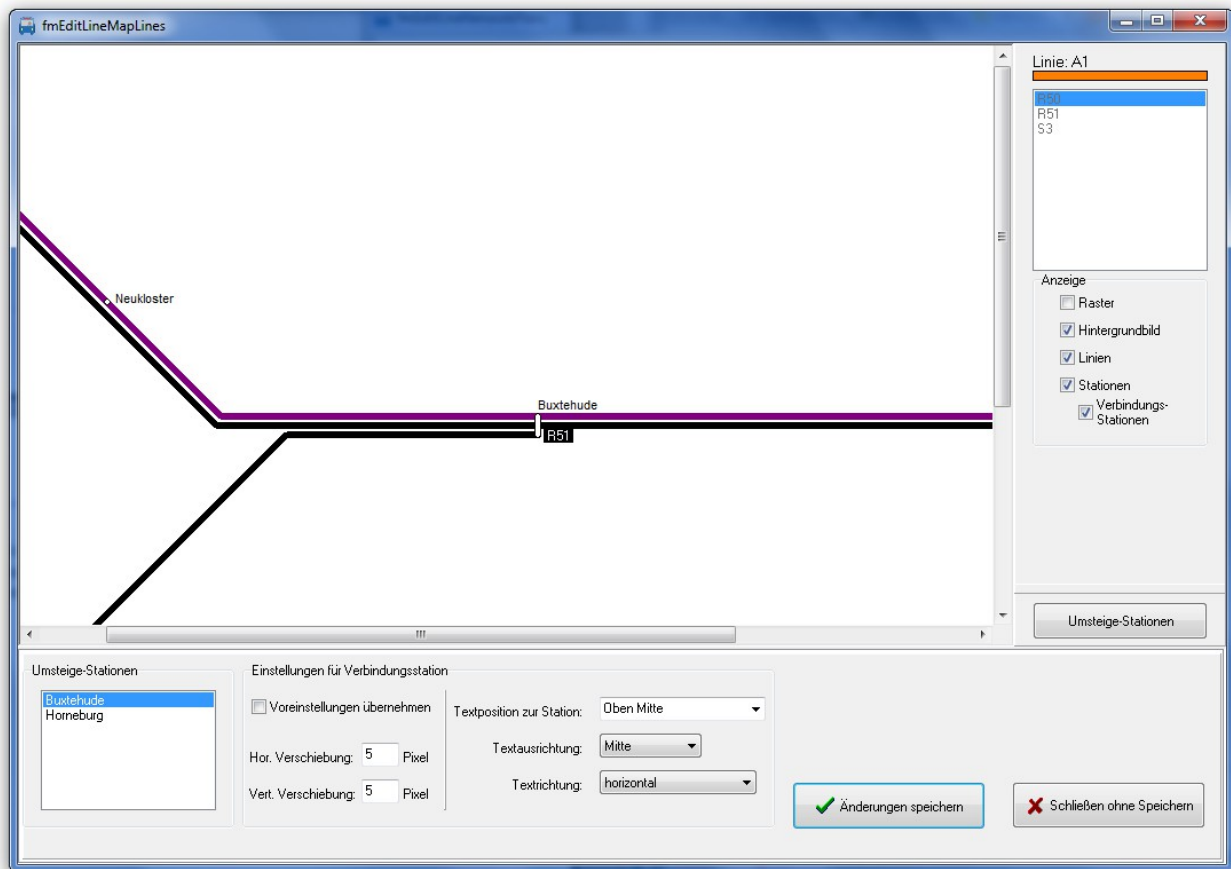 fmEditLineMapLines
Linie: A1
R50
R51
S3
Anzeige
Raster
Hintergrundbild
Linien
Stationen
Verbindungs-
Stationen
Neukloster
Buxtehude
R51
Umsteige-Stationen
Umsteige-Stationen
Buxtehude
Horneburg
Einstellungen für Verbindungsstation
Voreinstellungen übernehmen
Hor. Verschiebung: 5 Pixel
Vert. Verschiebung: 5 Pixel
Textposition zur Station: Oben Mitte
Textausrichtung: Mitte
Textrichtung: horizontal
Änderungen speichern
Schließen ohne Speichern